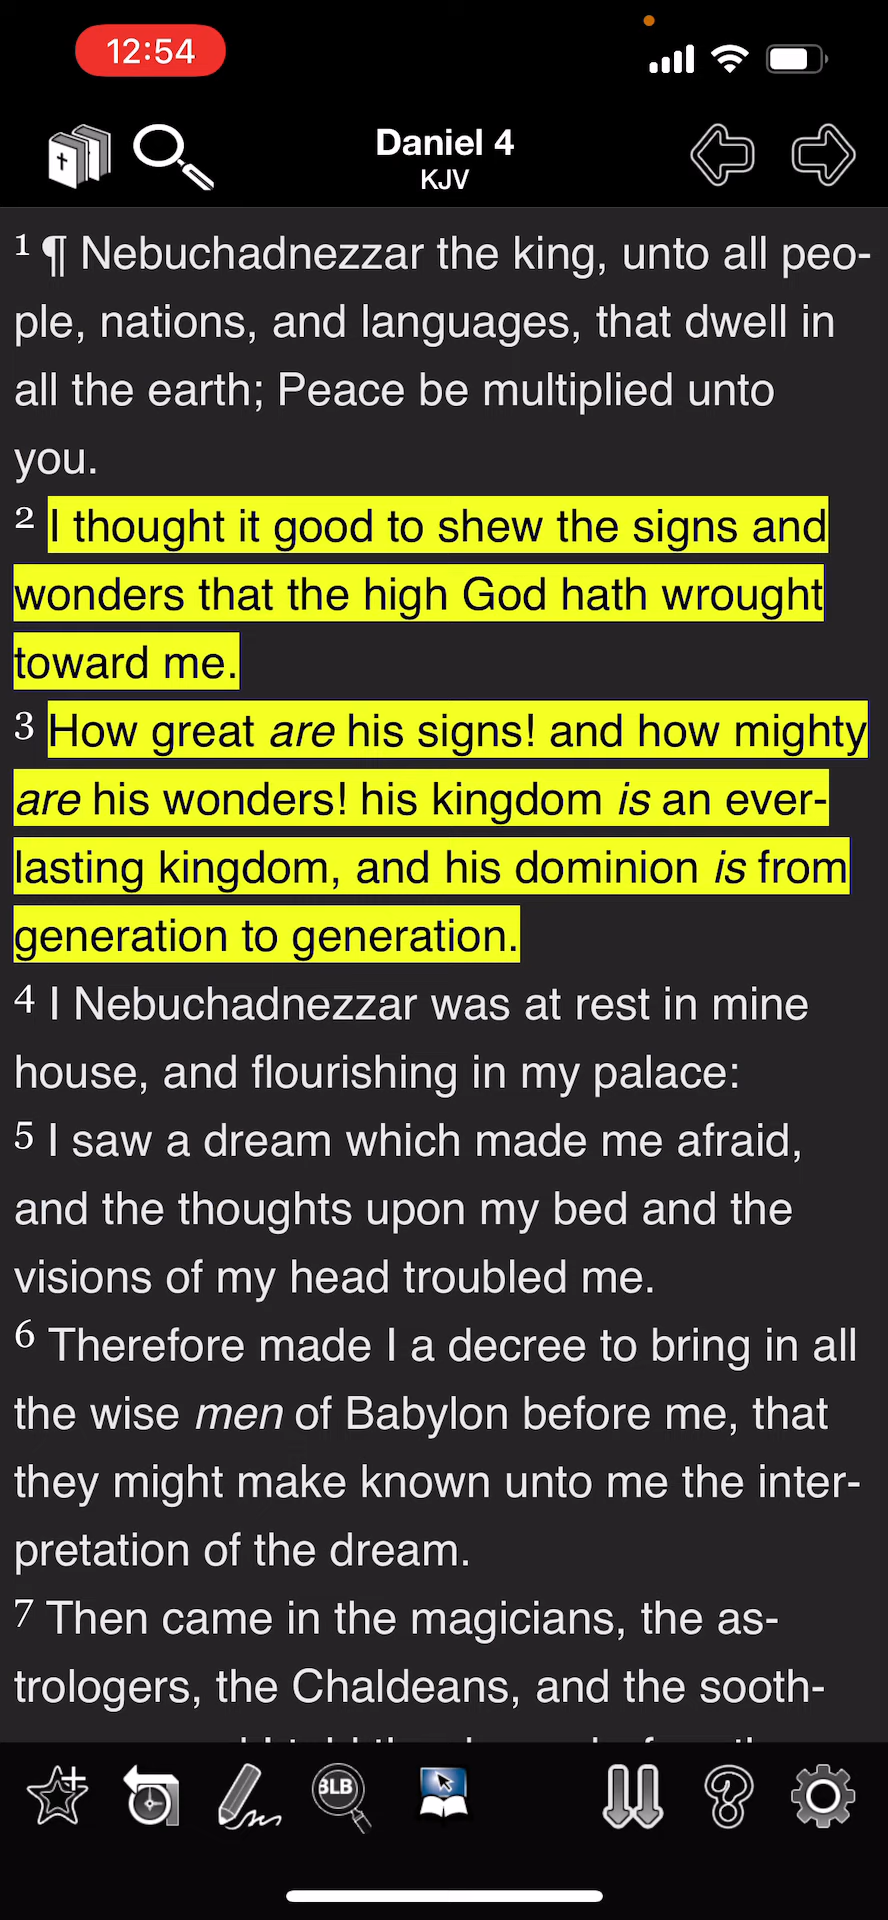 12:54
Daniel 4
KJV
1 ¶ Nebuchadnezzar the king, unto all peo-
ple, nations, and languages, that dwell in
all the earth; Peace be multiplied unto
you.
2 I thought it good to shew the signs and
wonders that the high God hath wrought
toward me.
3 How great are his signs! and how mighty
are his wonders! his kingdom is an ever-
lasting kingdom, and his dominion is from
generation to generation.
4 I Nebuchadnezzar was at rest in mine
house, and flourishing in my palace:
5 I saw a dream which made me afraid,
and the thoughts upon my bed and the
visions of my head troubled me.
6 Therefore made I a decree to bring in all
the wise men of Babylon before me, that
they might make known unto me the inter-
pretation of the dream.
7 Then came in the magicians, the as-
trologers, the Chaldeans, and the sooth-
BLB